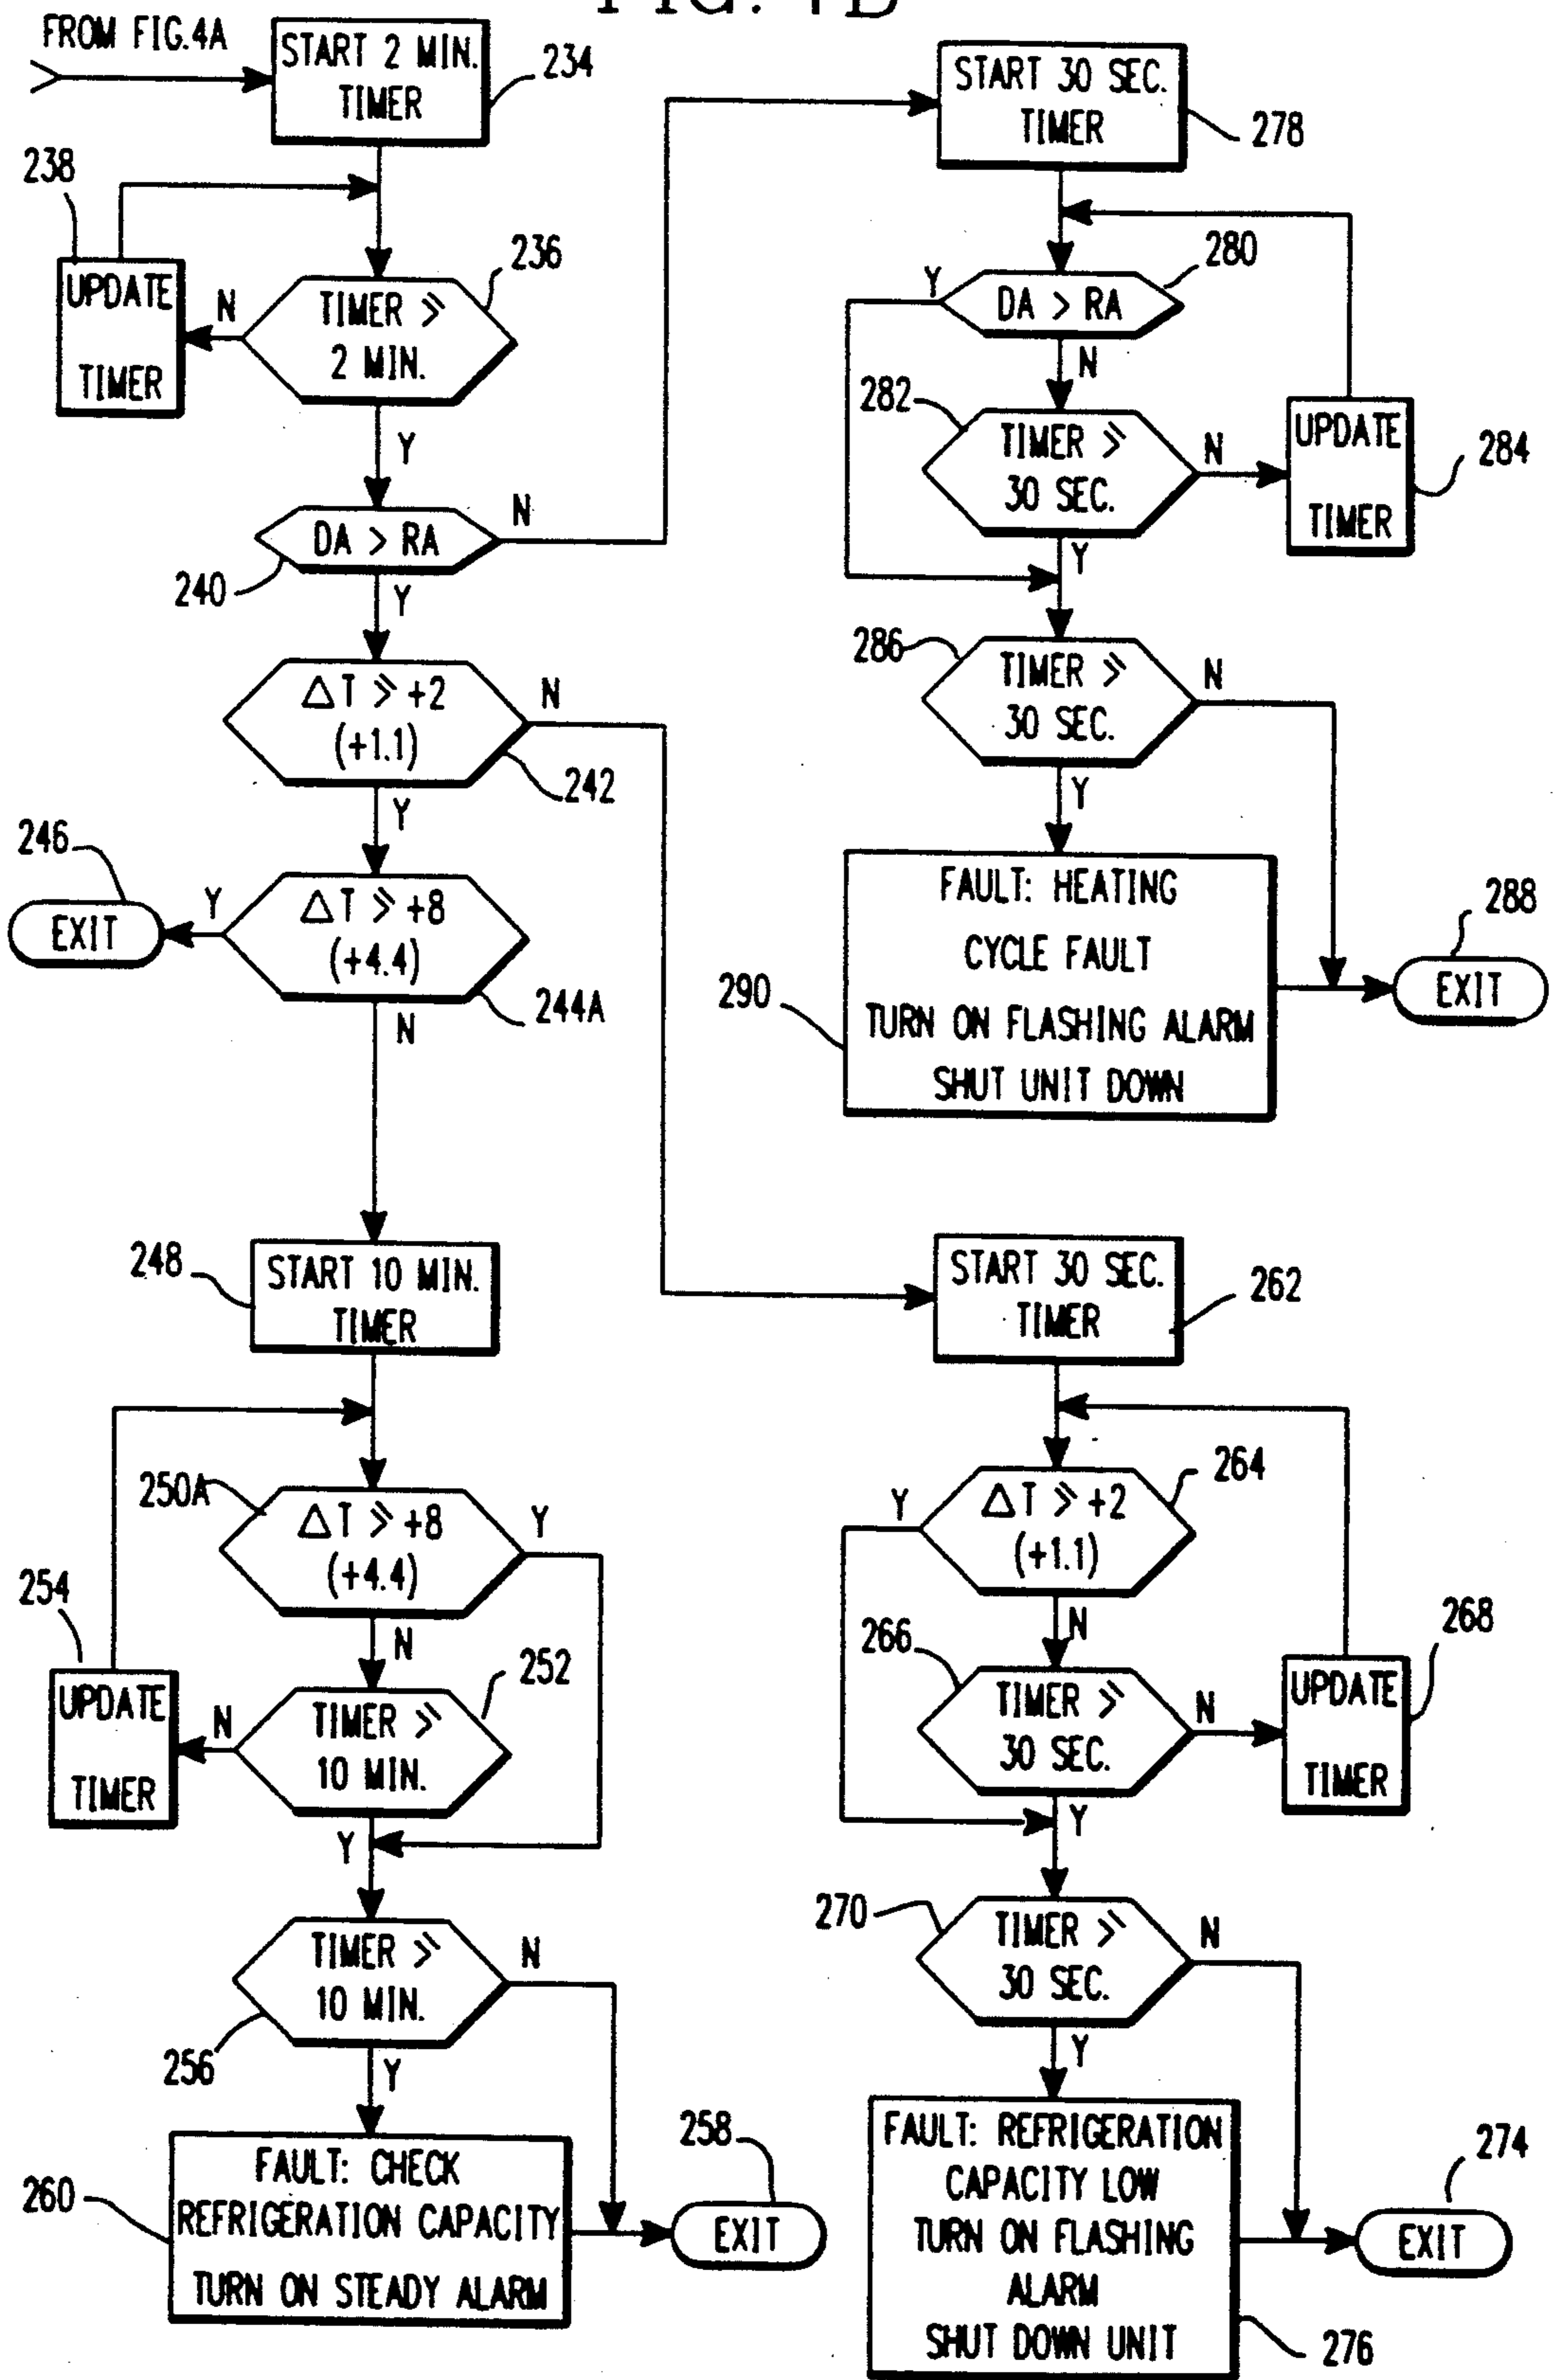 FIG. 4B
FROM FIG.4A
START 2 MIN.
TIMER
234
238
UPDATE
TIMER
N
TIMER ≥
2 MIN.
236
Y
DA > RA
N
240
Y
ΔT ≥ +2
(+1.1)
N
242
Y
246
EXIT
Y
ΔT ≥ +8
(+4.4)
244A
N
248
START 10 MIN.
TIMER
250A
ΔT ≥ +8
(+4.4)
Y
254
UPDATE
TIMER
N
N
TIMER ≥
10 MIN.
252
Y
TIMER ≥
10 MIN.
N
256
Y
260
FAULT: CHECK
REFRIGERATION CAPACITY
TURN ON STEADY ALARM
258
EXIT
START 30 SEC.
TIMER
278
Y
DA > RA
280
N
282
TIMER ≥
30 SEC.
N
UPDATE
TIMER
284
Y
286
TIMER ≥
30 SEC.
N
Y
290
FAULT: HEATING
CYCLE FAULT
TURN ON FLASHING ALARM
SHUT UNIT DOWN
288
EXIT
START 30 SEC.
TIMER
262
Y
ΔT ≥ +2
(+1.1)
264
N
266
TIMER ≥
30 SEC.
N
UPDATE
TIMER
268
Y
270
TIMER ≥
30 SEC.
N
Y
FAULT: REFRIGERATION
CAPACITY LOW
TURN ON FLASHING
ALARM
SHUT DOWN UNIT
276
274
EXIT